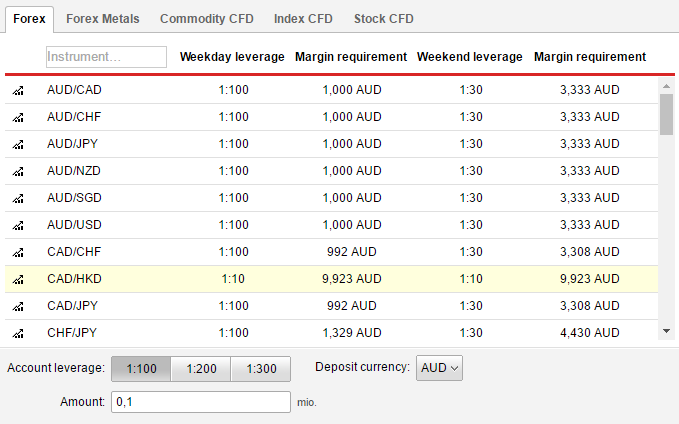 Forex Forex Metals Commodity CFD Index CFD Stock CFD
Instrument... Weekday leverage Margin requirement Weekend leverage Margin requirement
AUD/CAD 1:100 1,000 AUD 1:30 3,333 AUD
AUD/CHF 1:100 1,000 AUD 1:30 3,333 AUD
AUD/JPY 1:100 1,000 AUD 1:30 3,333 AUD
AUD/NZD 1:100 1,000 AUD 1:30 3,333 AUD
AUD/SGD 1:100 1,000 AUD 1:30 3,333 AUD
AUD/USD 1:100 1,000 AUD 1:30 3,333 AUD
CAD/CHF 1:100 992 AUD 1:30 3,308 AUD
CAD/HKD 1:10 9,923 AUD 1:10 9,923 AUD
CAD/JPY 1:100 992 AUD 1:30 3,308 AUD
CHF/JPY 1:100 1,329 AUD 1:30 4,430 AUD
Account leverage: 1:100 1:200 1:300 Deposit currency: AUD
Amount: 0,1 mio.